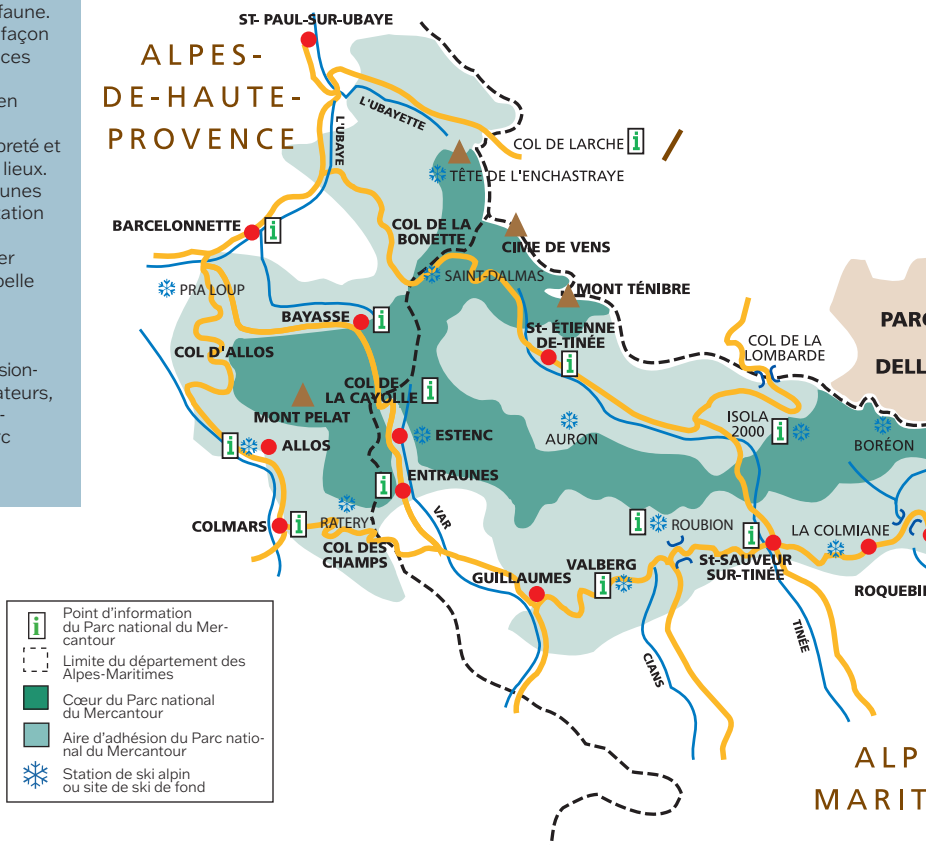 faune.
façon
ces
en
oreté et
lieux.
unes
tation
er
belle
sion-
ateurs,
-
rc
ST- PAUL-SUR-UBAYE
ALPES-
DE-HAUTE-
PROVENCE
L'UBAYETTE
L'UBAYE
COL DE LARCHE
TÊTE DE L'ENCHASTRAYE
BARCELONNETTE
COL DE LA
BONETTE
CIME DE VENS
SAINT-DALMAS
PRA LOUP
MONT TÉNIBRE
BAYASSE
St- ÉTIENNE
DE-TINÉE
PARC
DELL
COL DE LA
LOMBARDE
COL D'ALLOS
COL DE
LA CAYOLLE
MONT PELAT
ISOLA
2000
ESTENC
AURON
BORÉON
ALLOS
ENTRAUNES
VAR
COLMARS
RATERY
ROUBION
LA COLMIANE
COL DES
CHAMPS
VALBERG
St-SAUVEUR
SUR-TINÉE
GUILLAUMES
ROQUEBI
CIANS
TINÉE
ALP
MARIT
Point d'information
du Parc national du Mer-
cantour
Limite du département des
Alpes-Maritimes
Cœur du Parc national
du Mercantour
Aire d'adhésion du Parc natio-
nal du Mercantour
Station de ski alpin
ou site de ski de fond